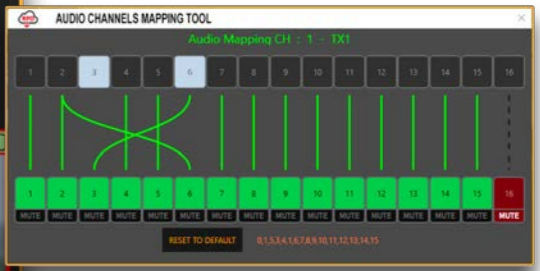 AUDIO CHANNELS MAPPING TOOL
Audio Mapping CH : 1 - TX1
1 2 3 4 5 6 7 8 9 10 11 12 13 14 15 16
1 2 3 4 5 6 7 8 9 10 11 12 13 14 15 16
MUTE MUTE MUTE MUTE MUTE MUTE MUTE MUTE MUTE MUTE MUTE MUTE MUTE MUTE MUTE MUTE
RESET TO DEFAULT 0,1,5,3,4,1,6,7,8,9,10,11,12,13,14,15